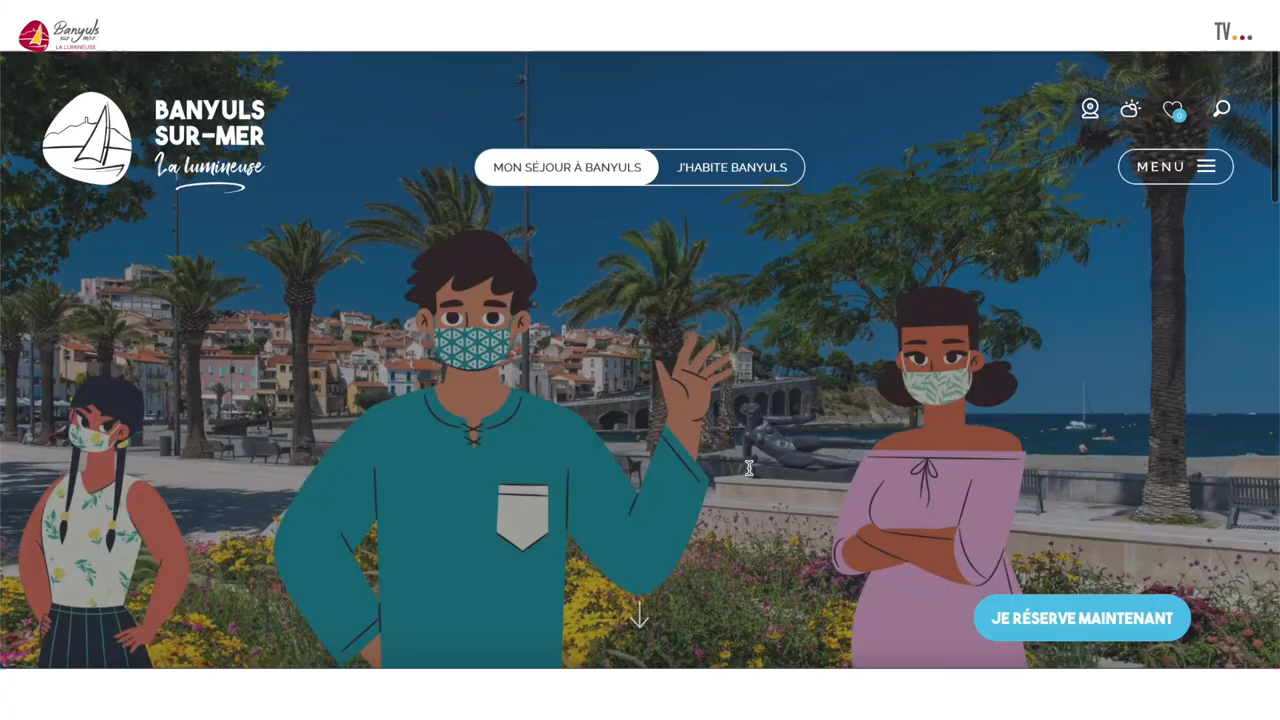 Banyuls
sur mer
LA LUMINEUSE
TV...
BANYULS
SUR-MER
La lumineuse
0
MON SÉJOUR À BANYULS
J'HABITE BANYULS
MENU
JE RÉSERVE MAINTENANT